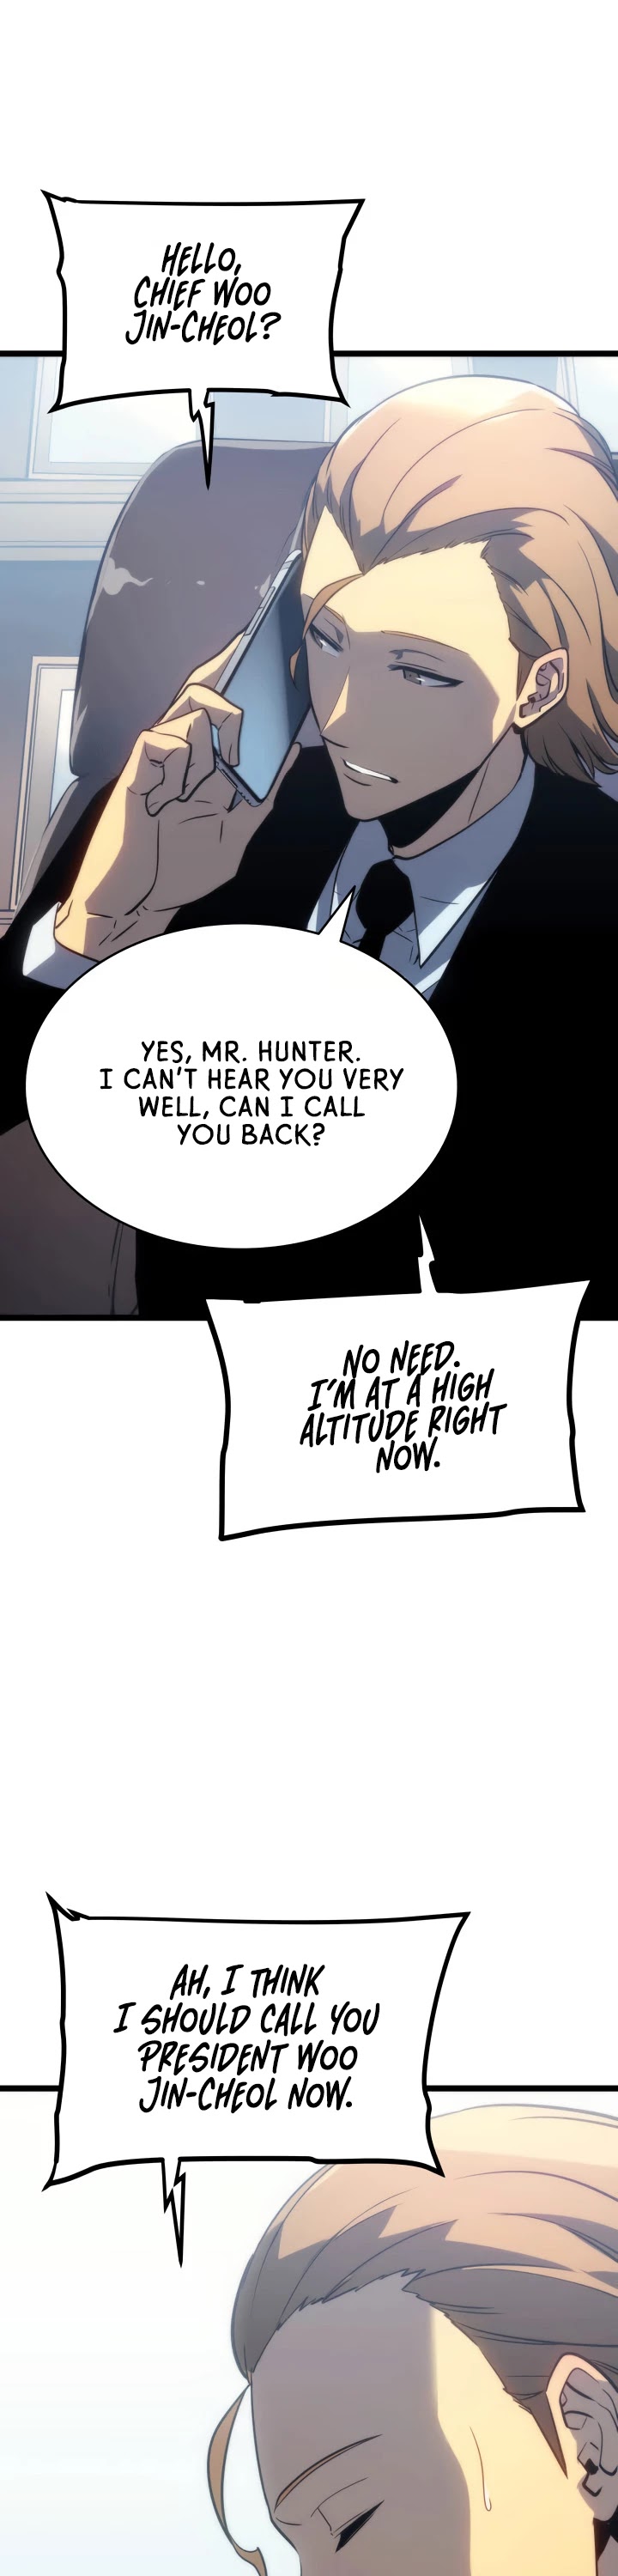 HELLO,
CHIEF WOO
JIN-CHEOL?
YES, MR. HUNTER.
I CAN'T HEAR YOU VERY
WELL, CAN I CALL
YOU BACK?
NO NEED.
I'M AT A HIGH
ALTITUDE RIGHT
NOW.
AH, I THINK
I SHOULD CALL YOU
PRESIDENT WOO
JIN-CHEOL NOW.